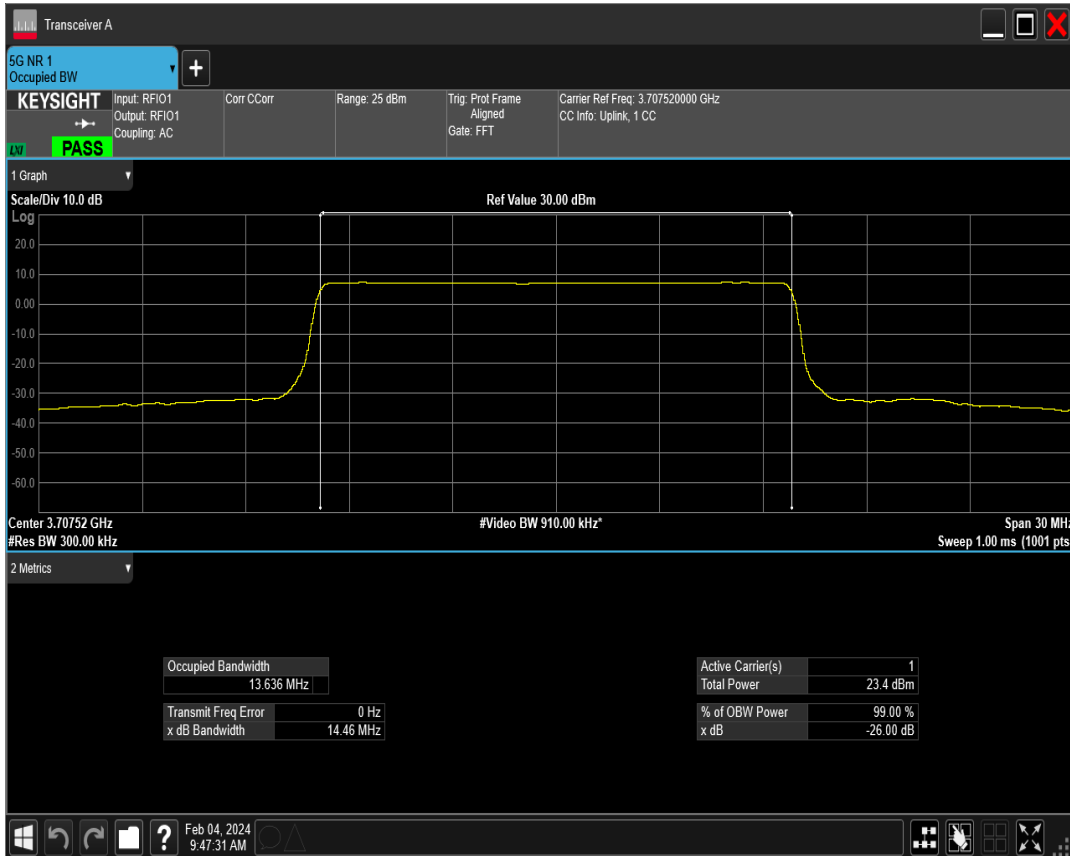 Transceiver A
5G NR 1
Occupied BW
KEYSIGHT
LXI
PASS
Input: RFIO1
Output: RFIO1
Coupling: AC
Corr CCorr
Range: 25 dBm
Trig: Prot Frame
Aligned
Gate: FFT
Carrier Ref Freq: 3.707520000 GHz
CC Info: Uplink, 1 CC
1 Graph
Scale/Div 10.0 dB
Ref Value 30.00 dBm
Log
20.0
10.0
0.00
-10.0
-20.0
-30.0
-40.0
-50.0
-60.0
Center 3.70752 GHz
#Video BW 910.00 kHz*
Span 30 MHz
#Res BW 300.00 kHz
Sweep 1.00 ms (1001 pts
2 Metrics
Occupied Bandwidth
13.636 MHz
Transmit Freq Error 0 Hz
x dB Bandwidth 14.46 MHz
Active Carrier(s) 1
Total Power 23.4 dBm
% of OBW Power 99.00 %
x dB -26.00 dB
?
Feb 04, 2024
9:47:31 AM